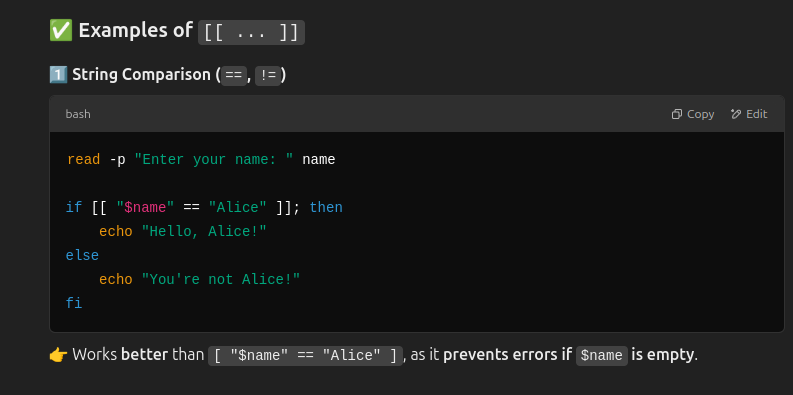 ✅ Examples of [[ ... ]]
1️⃣ String Comparison (==, !=)
bash Copy Edit
read -p "Enter your name: " name
if [[ "$name" == "Alice" ]]; then
    echo "Hello, Alice!"
else
    echo "You're not Alice!"
fi
👉 Works better than [ "$name" == "Alice" ], as it prevents errors if $name is empty.